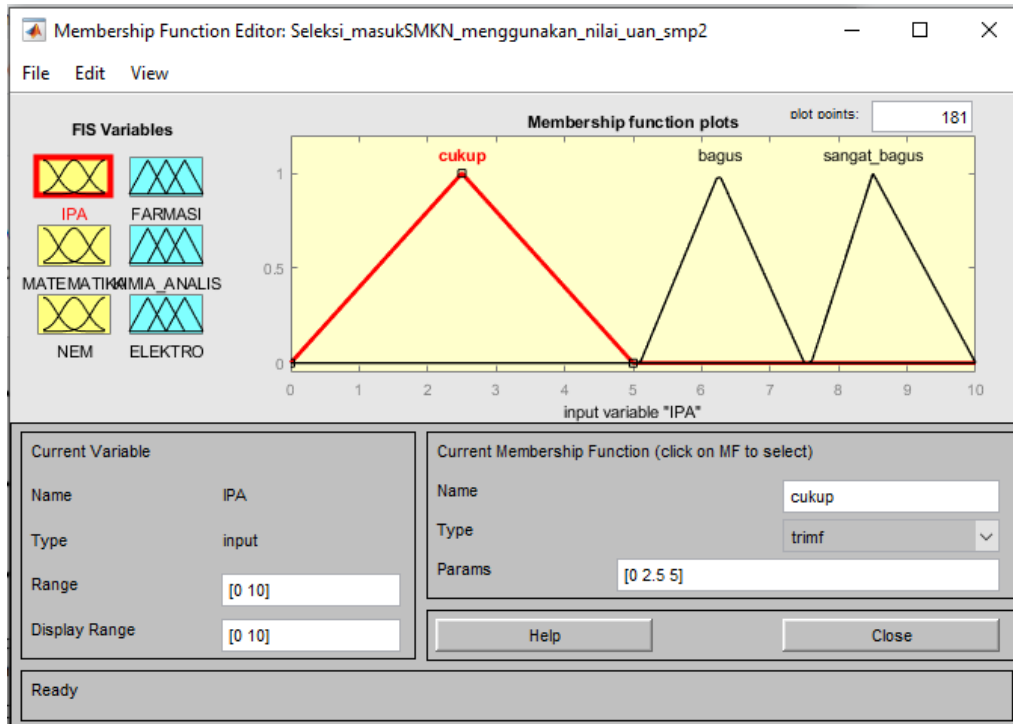 Membership Function Editor: Seleksi_masukSMKN_menggunakan_nilai_uan_smp2
File Edit View
FIS Variables
IPA FARMASI
MATEMATIKA KIMIA_ANALIS
NEM ELEKTRO
Membership function plots
plot points: 181
cukup bagus sangat_bagus
1
0.5
0
0 1 2 3 4 5 6 7 8 9 10
input variable "IPA"
Current Variable
Name IPA
Type input
Range [0 10]
Display Range [0 10]
Current Membership Function (click on MF to select)
Name cukup
Type trimf
Params [0 2.5 5]
Help Close
Ready